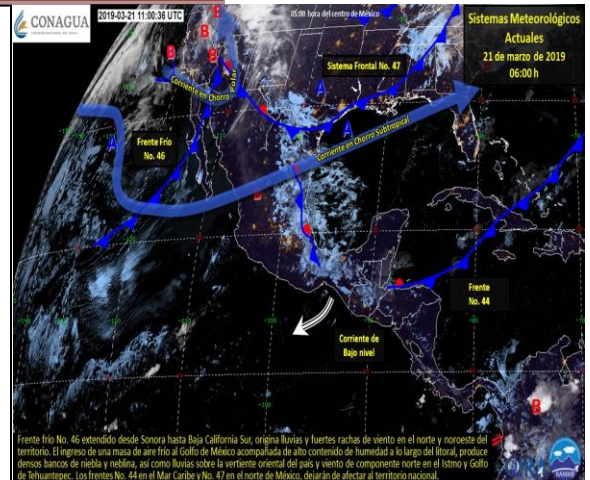 CONAGUA
COMISIÓN NACIONAL DEL AGUA
2019-03-21 11:00:36 UTC
05:00 hora del centro de México
Sistemas Meteorológicos
Actuales
21 de marzo de 2019
06:00 h
B
B
B
B
Sistema Frontal No. 47
Corriente en Chorro
Polar
A
A
A
Frente Frío
No. 46
Corriente en Chorro Subtropical
B
Frente
No. 44
Corriente de
Bajo nivel
B
Frente frío No. 46 extendido desde Sonora hasta Baja California Sur, origina lluvias y fuertes rachas de viento en el norte y noroeste del
territorio. El ingreso de una masa de aire frío al Golfo de México acompañada de alto contenido de humedad a lo largo del litoral, produce
densos bancos de niebla y neblina, así como lluvias sobre la vertiente oriental del país y viento de componente norte en el Istmo y Golfo
de Tehuantepec. Los frentes No. 44 en el Mar Caribe y No. 47 en el norte de México, dejarán de afectar al territorio nacional.
RAMMB